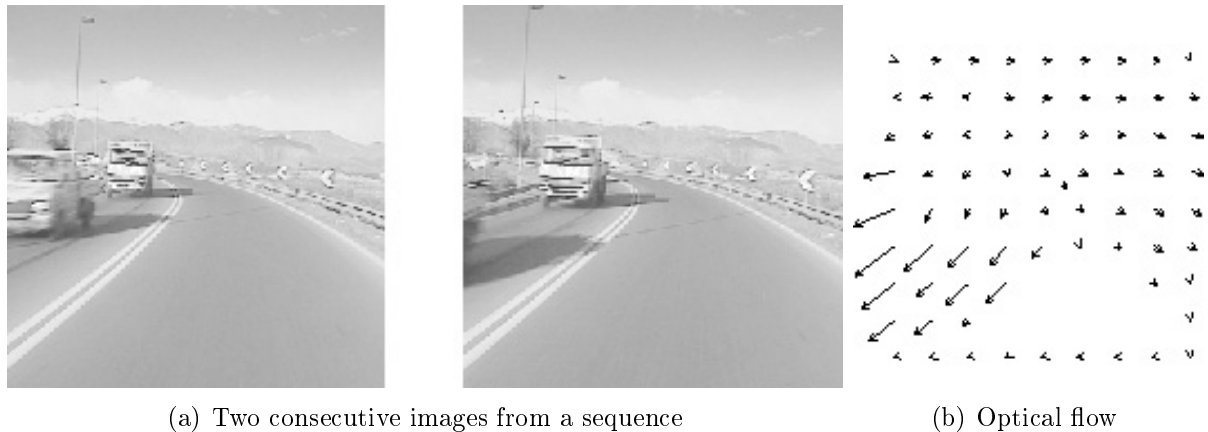 (a) Two consecutive images from a sequence
(b) Optical flow